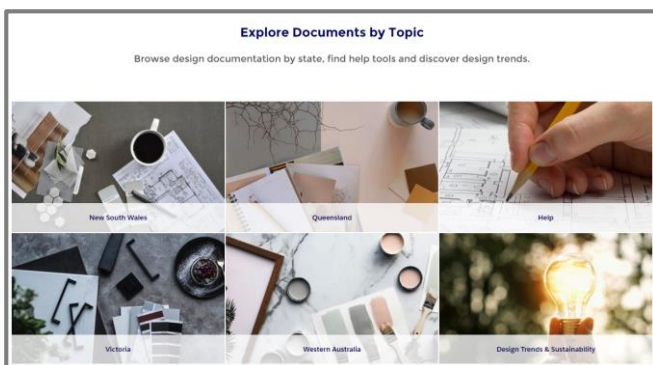 Explore Documents by Topic
Browse design documentation by state, find help tools and discover design trends.
New South Wales
Queensland
Help
Victoria
Western Australia
Design Trends & Sustainability